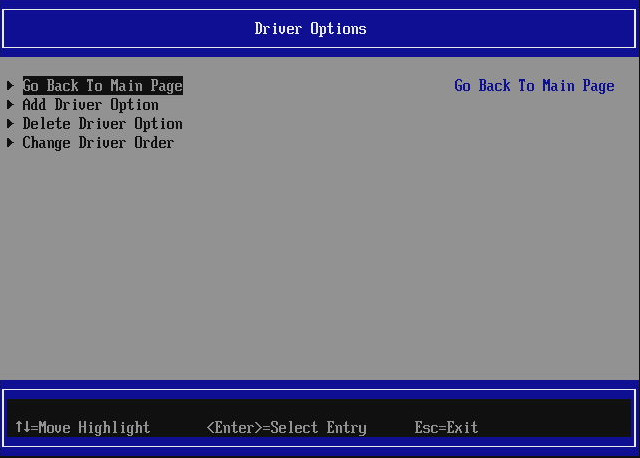 Driver Options
Go Back To Main Page Go Back To Main Page
Add Driver Option
Delete Driver Option
Change Driver Order
↑↓=Move Highlight <Enter>=Select Entry Esc=Exit